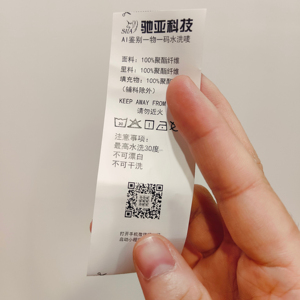 驰亚科技
AI鉴别一物一码水洗唛
面料: 100%聚酯纤维
里料: 100%聚酯纤维
填充物: 100%聚酯纤维
(辅料除外)
KEEP AWAY FROM
请勿近火
注意事项:
最高水洗30度
不可漂白
不可干洗